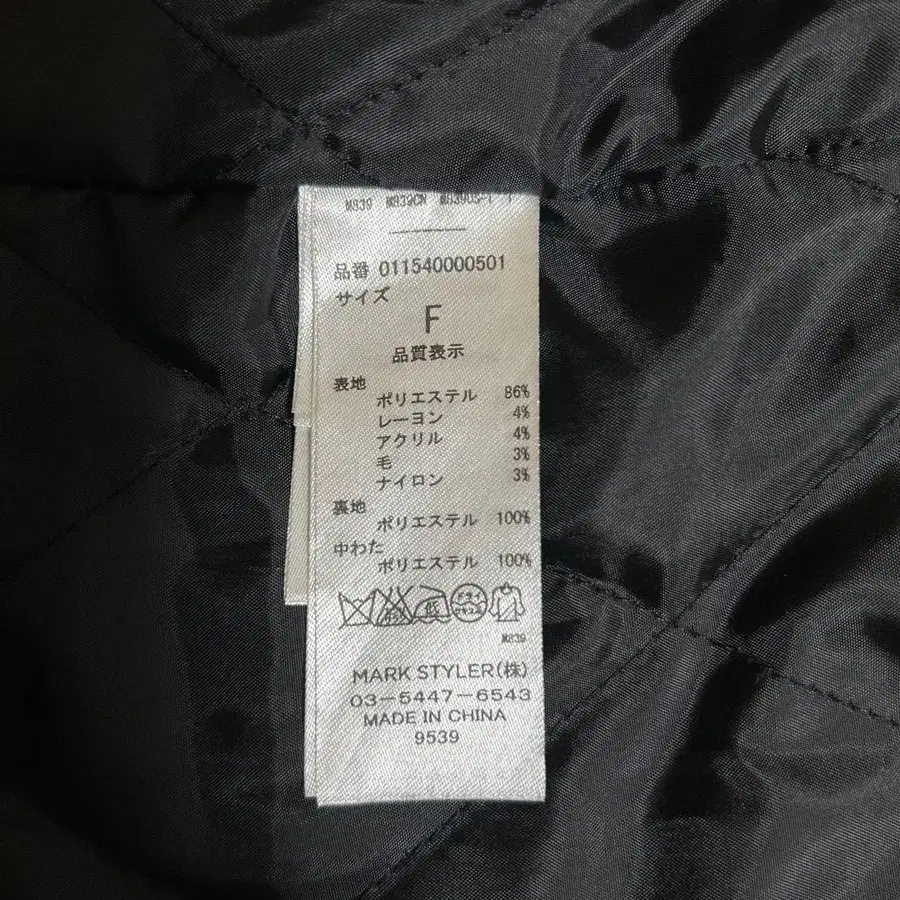 M839 M839CN
品番 011540000501
サイズ
F
品質表示
表地
ポリエステル 86%
レーヨン 4%
アクリル 4%
毛 3%
ナイロン 3%
裏地
ポリエステル 100%
中わた
ポリエステル 100%
M839
MARK STYLER(株)
03-5447-6543
MADE IN CHINA
9539